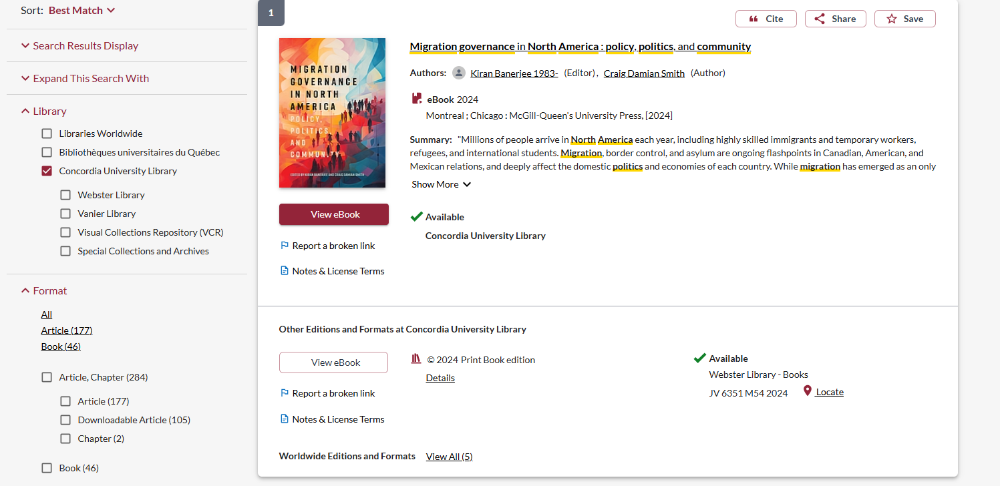 Sort: Best Match
Search Results Display
Expand This Search With
Library
Libraries Worldwide
Bibliothèques universitaires du Québec
Concordia University Library
Webster Library
Vanier Library
Visual Collections Repository (VCR)
Special Collections and Archives
Format
All
Article (177)
Book (46)
Article, Chapter (284)
Article (177)
Downloadable Article (105)
Chapter (2)
Book (46)
1
Cite
Share
Save
MIGRATION
GOVERNANCE
IN NORTH
AMERICA
POLICY,
POLITICS,
AND
COMMUNITY
EDITED BY KIRAN BANERJEE AND CRAIG DAMIAN SMITH
Migration governance in North America : policy, politics, and community
Authors: Kiran Banerjee 1983- (Editor) , Craig Damian Smith (Author)
eBook 2024
Montreal ; Chicago : McGill-Queen's University Press, [2024]
Summary: "Millions of people arrive in North America each year, including highly skilled immigrants and temporary workers,
refugees, and international students. Migration, border control, and asylum are ongoing flashpoints in Canadian, American, and
Mexican relations, and deeply affect the domestic politics and economies of each country. While migration has emerged as an only
Show More
View eBook
Available
Concordia University Library
Report a broken link
Notes & License Terms
Other Editions and Formats at Concordia University Library
View eBook
© 2024 Print Book edition
Details
Available
Webster Library - Books
JV 6351 M54 2024 Locate
Report a broken link
Notes & License Terms
Worldwide Editions and Formats View All (5)